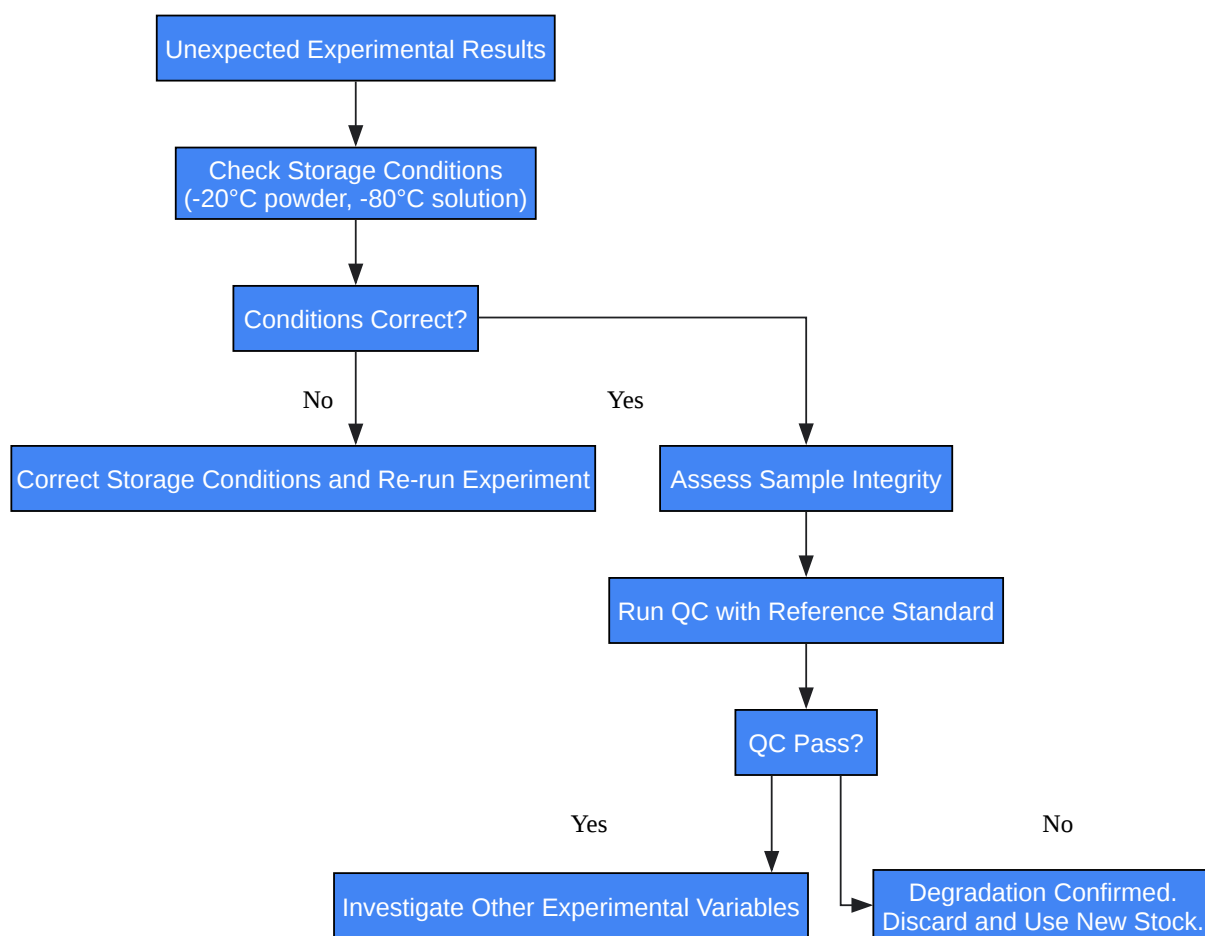 Unexpected Experimental Results
Check Storage Conditions
(-20°C powder, -80°C solution)
Conditions Correct?
No
Yes
Correct Storage Conditions and Re-run Experiment
Assess Sample Integrity
Run QC with Reference Standard
QC Pass?
Yes
No
Investigate Other Experimental Variables
Degradation Confirmed.
Discard and Use New Stock.